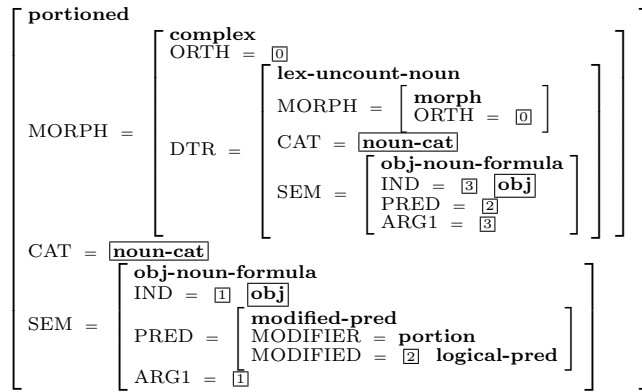 portioned
complex
ORTH = 0
lex-uncount-noun
MORPH = morph
ORTH = 0
MORPH =
CAT = noun-cat
DTR =
obj-noun-formula
IND = 3 obj
SEM =
PRED = 2
ARG1 = 3
CAT = noun-cat
obj-noun-formula
IND = 1 obj
modified-pred
SEM = PRED = MODIFIER = portion
MODIFIED = 2 logical-pred
ARG1 = 1